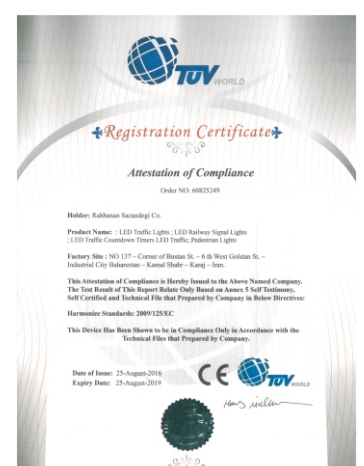 TUV WORLD
Registration Certificate
Attestation of Compliance
Order NO: 60825249
Holder: Rahbanan Sazandegi Co.
Product Name: : LED Traffic Lights ; LED Railway Signal Lights
; LED Traffic Countdown Timers LED Traffic; Pedestrian Lights
Factory Site : NO 137 – Corner of Bustan St. – 6 th West Golstan St. –
Industrial City Baharestan – Kamal Shahr – Karaj – Iran.
This Attestation of Compliance is Hereby Issued to the Above Named Company.
The Test Result of This Report Relate Only Based on Annex 5 Self Testimony,
Self Certified and Technical File that Prepared by Company in Below Directives:
Harmonize Standards: 2009/125/EC
This Device Has Been Shown to be in Compliance Only in Accordance with the
Technical Files that Prepared by Company.
Date of Issue: 25-August-2016
Expiry Date: 25-August-2019
CE
TUV WORLD